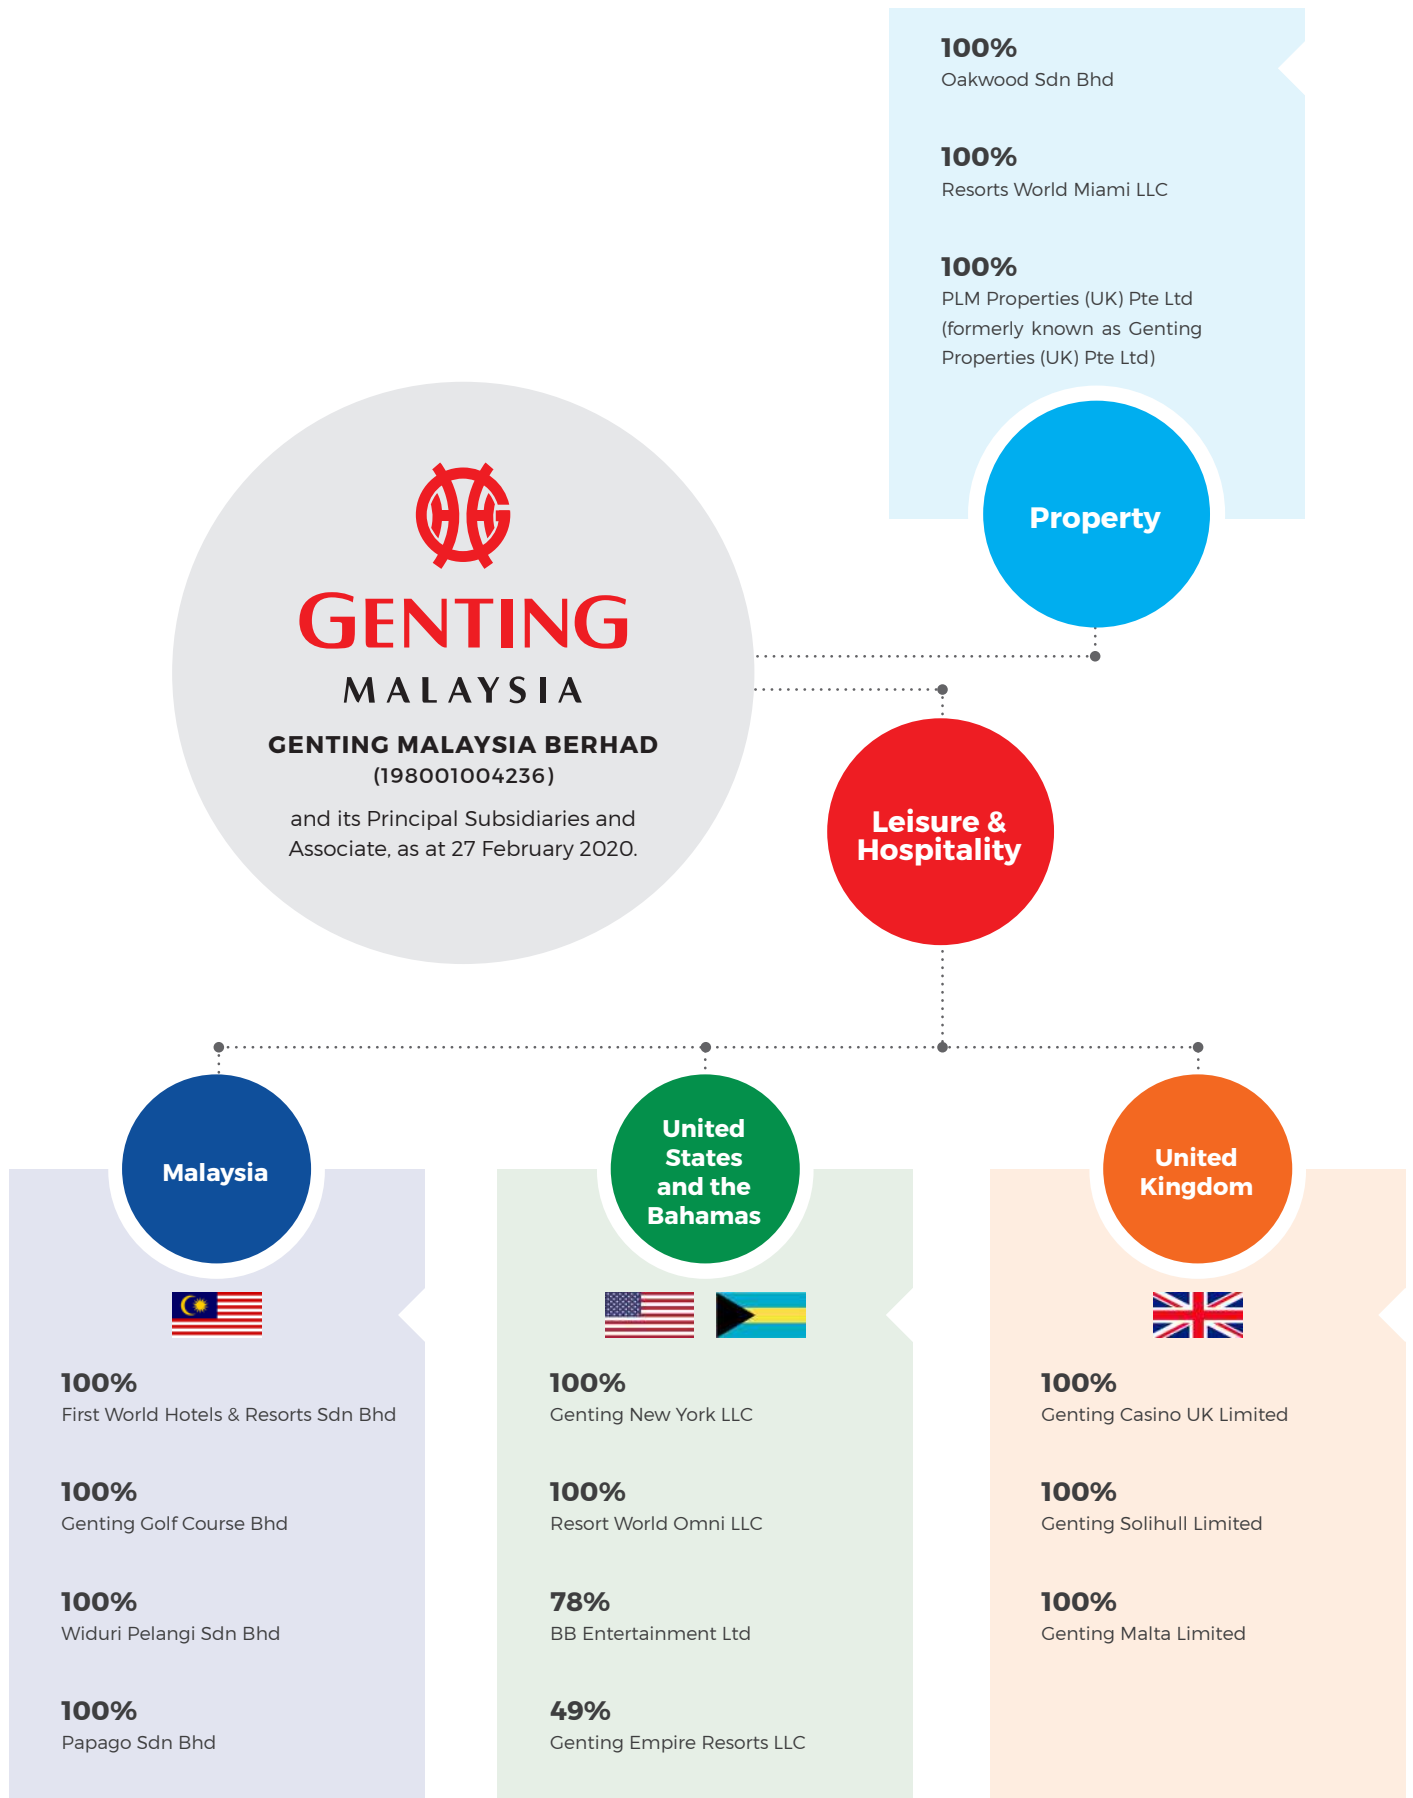 100%
Oakwood Sdn Bhd
100%
Resorts World Miami LLC
100%
PLM Properties (UK) Pte Ltd
(formerly known as Genting
Properties (UK) Pte Ltd)
Property
GENTING
MALAYSIA
GENTING MALAYSIA BERHAD
(198001004236)
and its Principal Subsidiaries and
Associate, as at 27 February 2020.
Leisure &
Hospitality
Malaysia
100%
First World Hotels & Resorts Sdn Bhd
100%
Genting Golf Course Bhd
100%
Widuri Pelangi Sdn Bhd
100%
Papago Sdn Bhd
United
States
and the
Bahamas
100%
Genting New York LLC
100%
Resort World Omni LLC
78%
BB Entertainment Ltd
49%
Genting Empire Resorts LLC
United
Kingdom
100%
Genting Casino UK Limited
100%
Genting Solihull Limited
100%
Genting Malta Limited